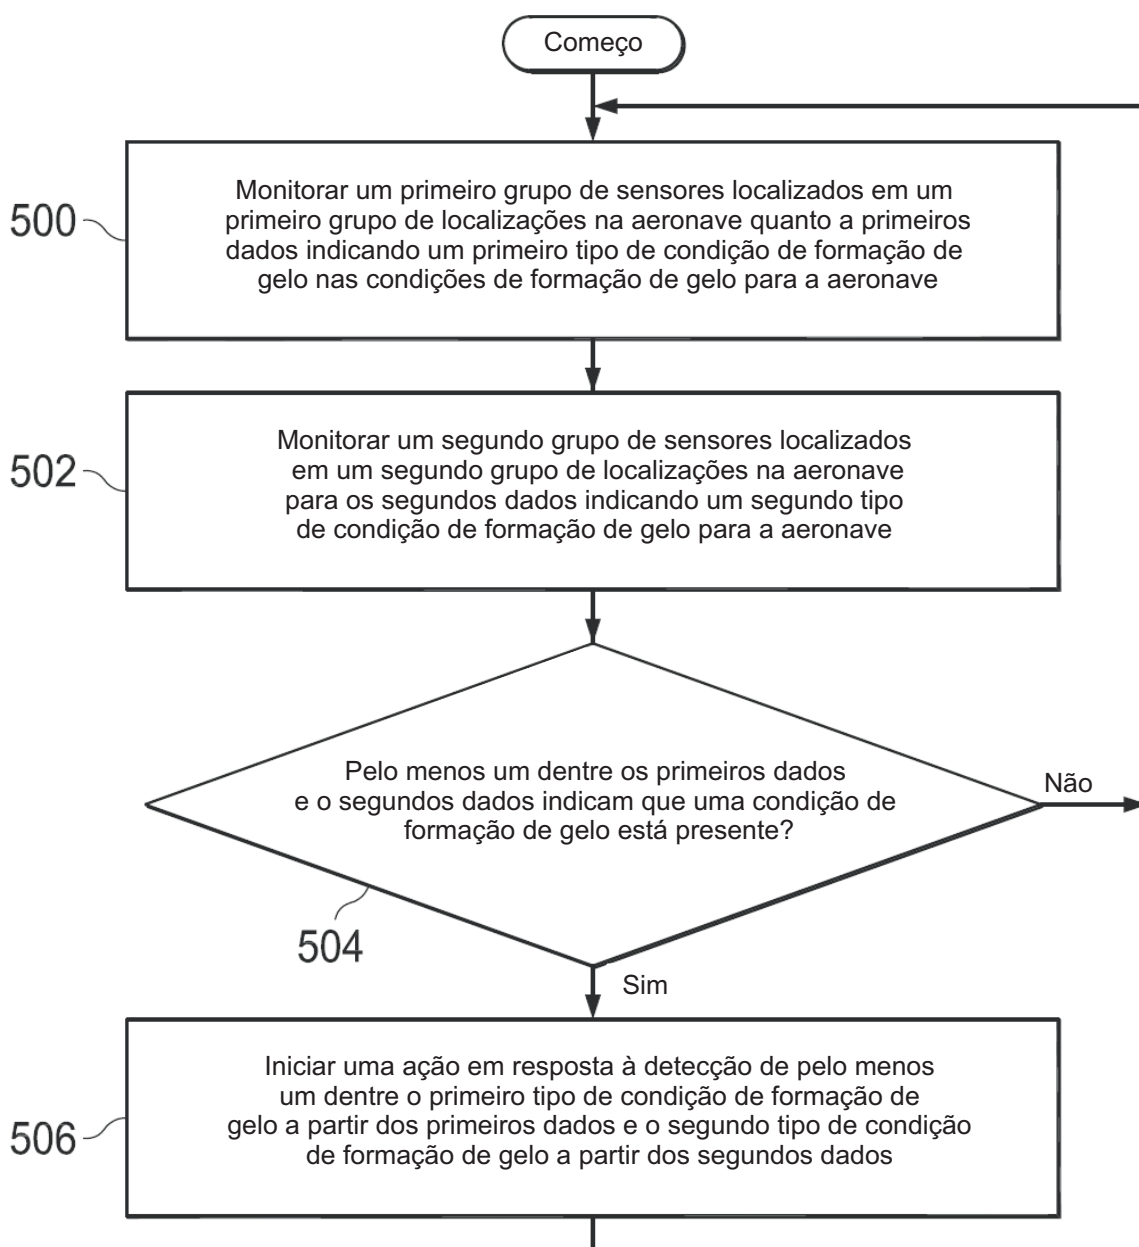 Começo
500
Monitorar um primeiro grupo de sensores localizados em um
primeiro grupo de localizações na aeronave quanto a primeiros
dados indicando um primeiro tipo de condição de formação de
gelo nas condições de formação de gelo para a aeronave
502
Monitorar um segundo grupo de sensores localizados
em um segundo grupo de localizações na aeronave
para os segundos dados indicando um segundo tipo
de condição de formação de gelo para a aeronave
Pelo menos um dentre os primeiros dados
e o segundos dados indicam que uma condição de
formação de gelo está presente?
Não
504
Sim
Iniciar uma ação em resposta à detecção de pelo menos
um dentre o primeiro tipo de condição de formação de
gelo a partir dos primeiros dados e o segundo tipo de condição
de formação de gelo a partir dos segundos dados
506